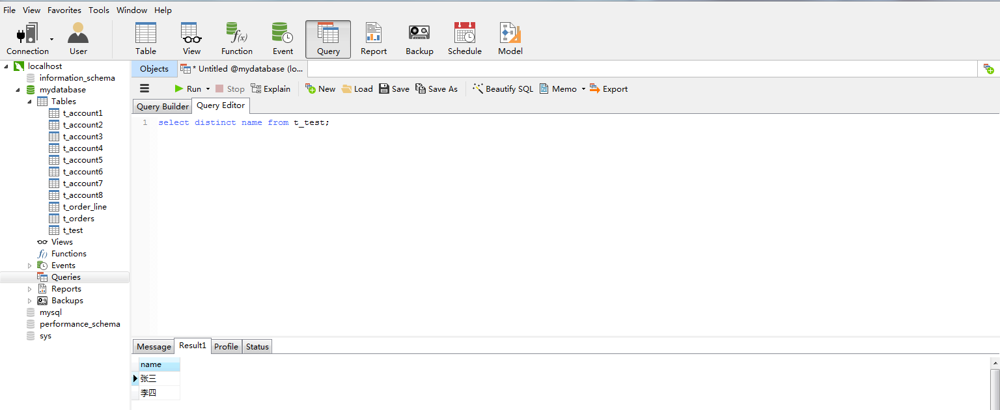 File View Favorites Tools Window Help
Connection User Table View Function Event Query Report Backup Schedule Model
localhost
information_schema
mydatabase
Tables
t_account1
t_account2
t_account3
t_account4
t_account5
t_account6
t_account7
t_account8
t_order_line
t_orders
t_test
Views
Functions
Events
Queries
Reports
Backups
mysql
performance_schema
sys
Objects * Untitled @mydatabase (lo...
Run Stop Explain New Load Save Save As Beautify SQL Memo Export
Query Builder Query Editor
1 select distinct name from t_test;
Message Result1 Profile Status
name
张三
李四